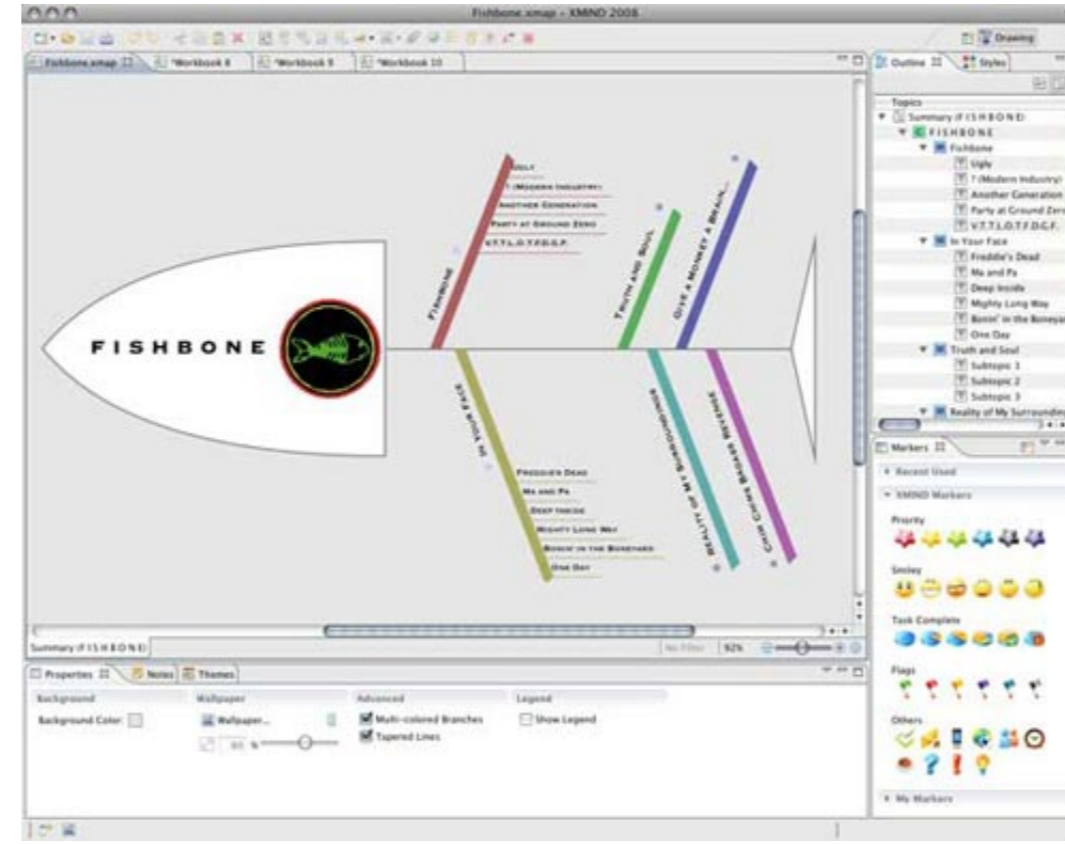 Fishbone.xmap - XMIND 2008
Drawing
Fishbone.xmap
*Workbook 8
*Workbook 9
*Workbook 10
Outline
Styles
Topics
Summary (F I S H B O N E)
F I S H B O N E
Fishbone
Ugly
? (Modern Industry)
Another Generation
Party at Ground Zero
V.T.T.L.O.T.F.D.G.F.
In Your Face
Freddie's Dead
Ma and Pa
Deep Inside
Mighty Long Way
Bonin' in the Boneyar
One Day
Truth and Soul
Subtopic 1
Subtopic 2
Subtopic 3
Reality of My Surrounding
FISHBONE
FISHBONE
UGLY
? (MODERN INDUSTRY)
ANOTHER GENERATION
PARTY AT GROUND ZERO
V.T.T.L.O.T.F.D.G.F.
TRUTH AND SOUL
GIVE A MONKEY A BRAIN...
IN YOUR FACE
FREDDIE'S DEAD
MA AND PA
DEEP INSIDE
MIGHTY LONG WAY
BONIN' IN THE BONEYARD
ONE DAY
REALITY OF MY SURROUNDINGS
CHIM CHIM'S BADASS REVENGE
Summary (F I S H B O N E)
No Filter
92%
Properties
Notes
Themes
Background
Background Color:
Wallpaper
Wallpaper...
%
Advanced
Multi-colored Branches
Tapered Lines
Legend
Show Legend
Markers
Recent Used
XMIND Markers
Priority
Smiley
Task Complete
Flags
Others
My Markers